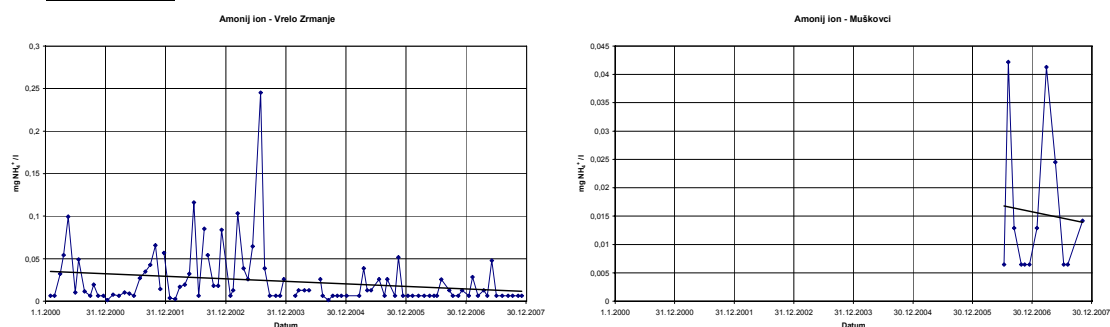 Amonij ion - Vrelo Zrmanje
0,3
0,25
0,2
0,15
0,1
0,05
0
mg NH₄⁺ / l
1.1.2000 31.12.2000 31.12.2001 31.12.2002 31.12.2003 30.12.2004 30.12.2005 30.12.2006 30.12.2007
Datum
Amonij ion - Muškovci
0,045
0,04
0,035
0,03
0,025
0,02
0,015
0,01
0,005
0
mg NH₄⁺ / l
1.1.2000 31.12.2000 31.12.2001 31.12.2002 31.12.2003 30.12.2004 30.12.2005 30.12.2006 30.12.2007
Datum